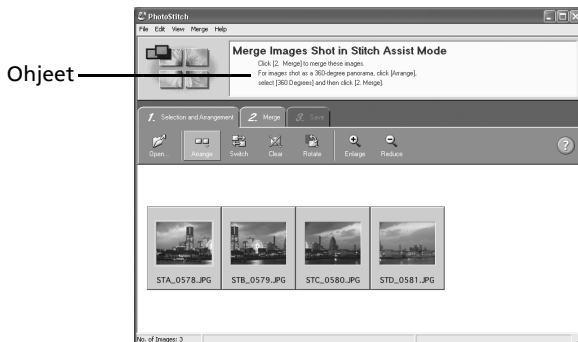 PhotoStitch
File Edit View Merge Help
Merge Images Shot in Stitch Assist Mode
Click [2. Merge] to merge these images.
For images shot as a 360-degree panorama, click [Arrange],
select [360 Degrees] and then click [2. Merge].
Ohjeet
1. Selection and Arrangement 2. Merge 3. Save
Open... Arrange Switch Clear Rotate Enlarge Reduce
STA_0578.JPG STB_0579.JPG STC_0580.JPG STD_0581.JPG
No. of Images: 3